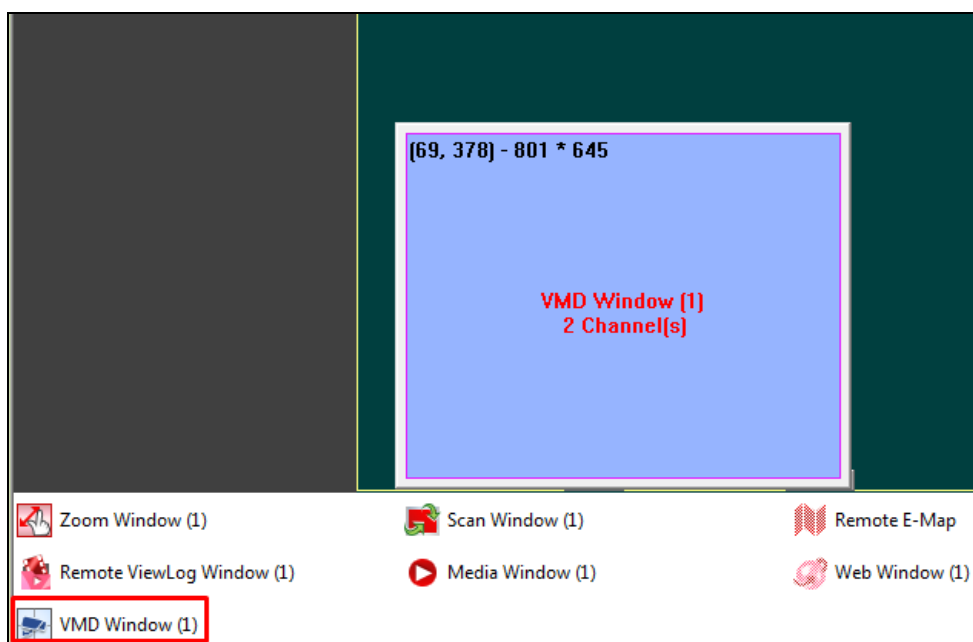 (69, 378) - 801 * 645
VMD Window (1)
2 Channel(s)
Zoom Window (1)
Scan Window (1)
Remote E-Map
Remote ViewLog Window (1)
Media Window (1)
Web Window (1)
VMD Window (1)